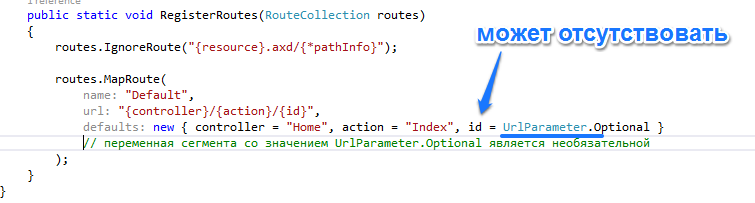 1 reference
public static void RegisterRoutes(RouteCollection routes)
{
routes.IgnoreRoute("{resource}.axd/{*pathInfo}");
может отсутствовать
routes.MapRoute(
name: "Default",
url: "{controller}/{action}/{id}",
defaults: new { controller = "Home", action = "Index", id = UrlParameter.Optional }
// переменная сегмента со значением UrlParameter.Optional является необязательной
);
}
}